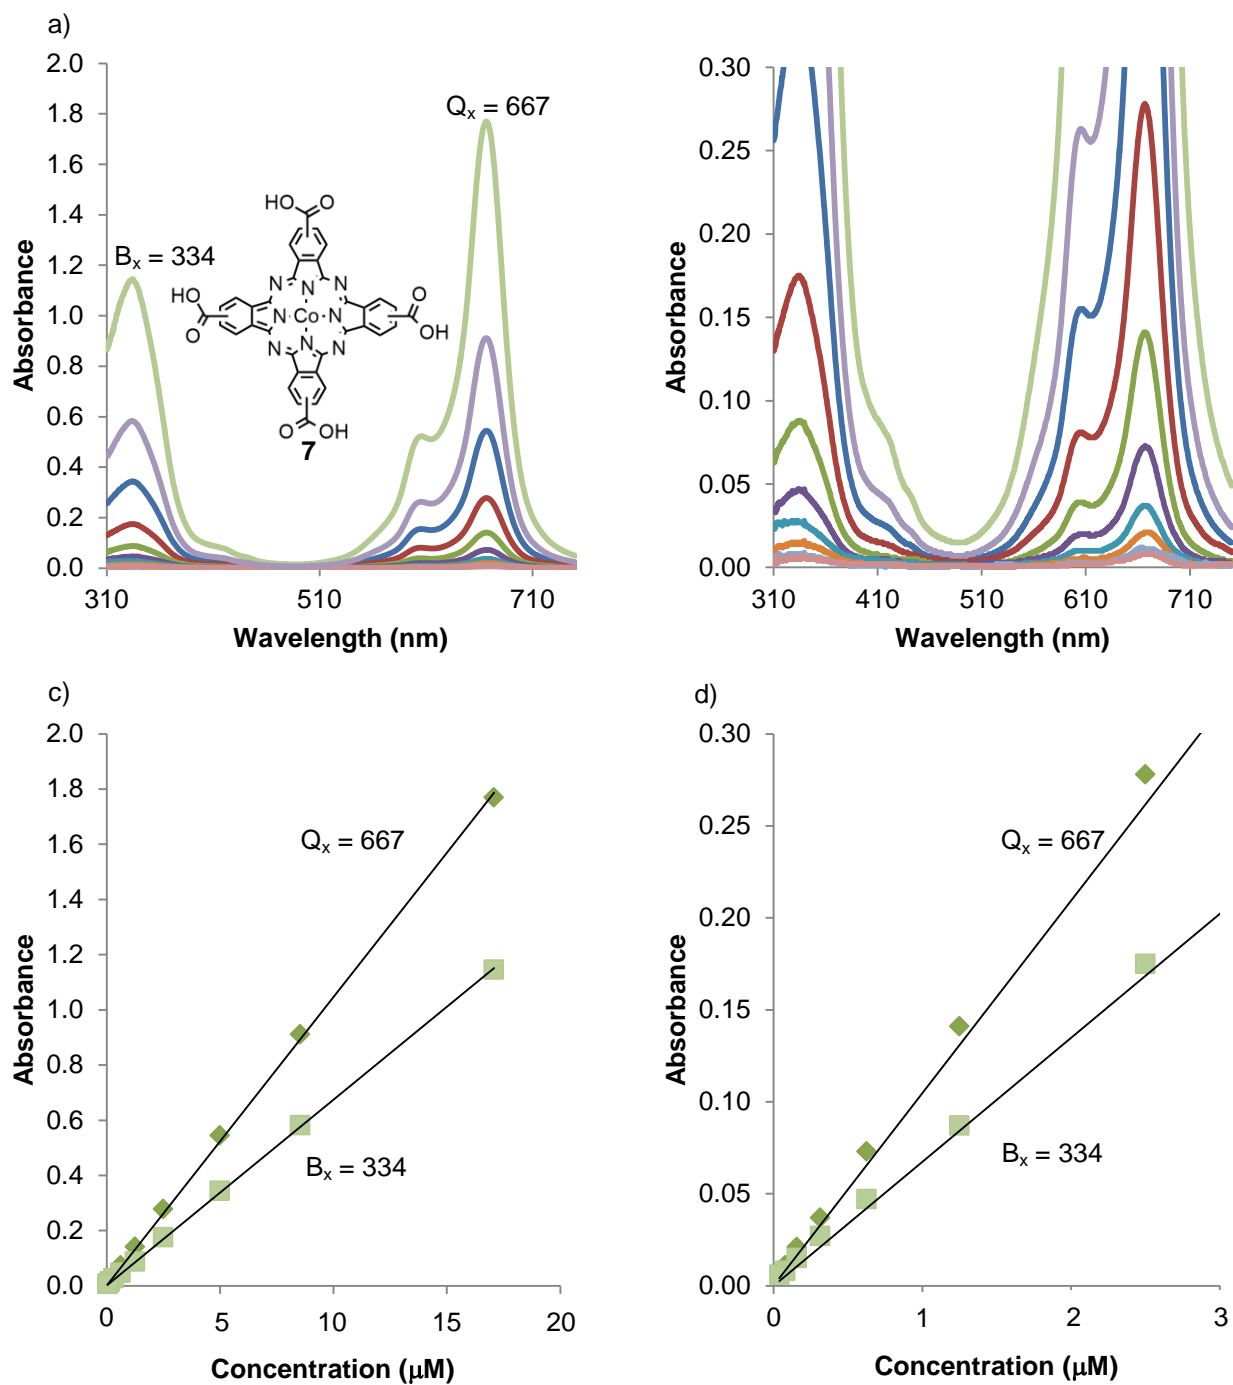 a)
2.0
1.8
1.6
1.4
1.2
1.0
0.8
0.6
0.4
0.2
0.0
Absorbance
310
510
710
Wavelength (nm)
Qx = 667
Bx = 334
HO
O
HO
O
N
N
N
N
Co
N
N
N
N
O
OH
O
OH
7
0.30
0.25
0.20
0.15
0.10
0.05
0.00
Absorbance
310
410
510
610
710
Wavelength (nm)
c)
2.0
1.8
1.6
1.4
1.2
1.0
0.8
0.6
0.4
0.2
0.0
Absorbance
Qx = 667
Bx = 334
0
5
10
15
20
Concentration (μM)
d)
0.30
0.25
0.20
0.15
0.10
0.05
0.00
Absorbance
Qx = 667
Bx = 334
0
1
2
3
Concentration (μM)